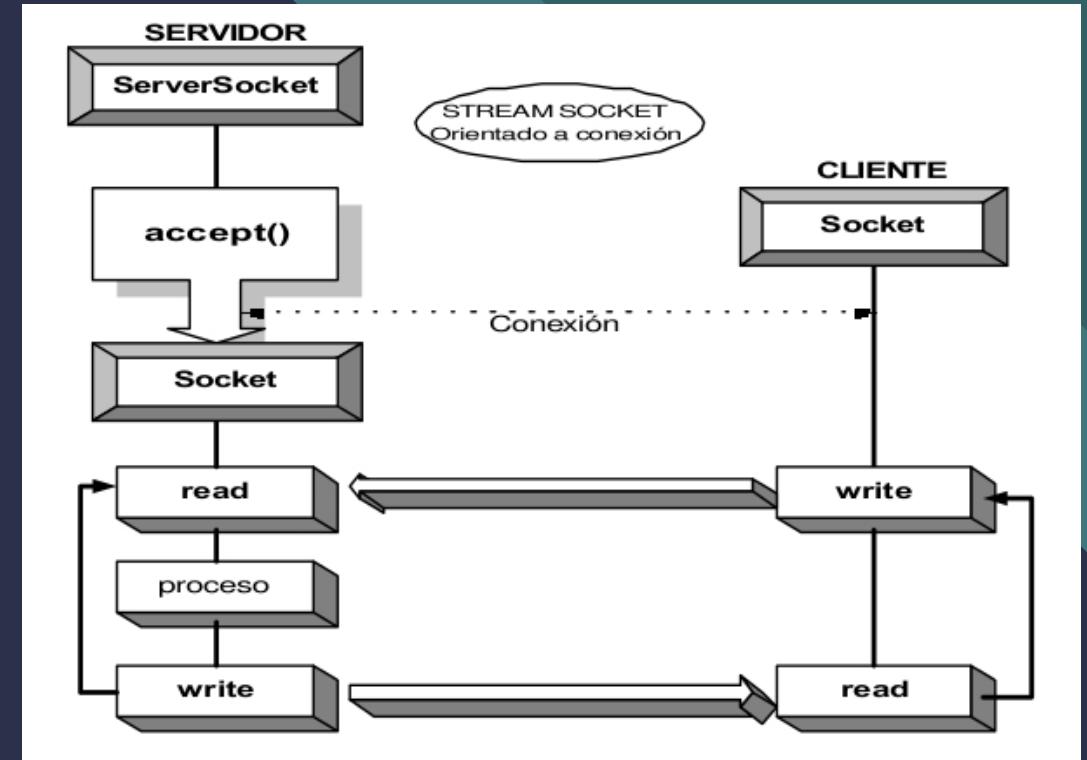 SERVIDOR
ServerSocket
STREAM SOCKET
Orientado a conexión
CLIENTE
accept()
Socket
Conexión
Socket
read
write
proceso
write
read